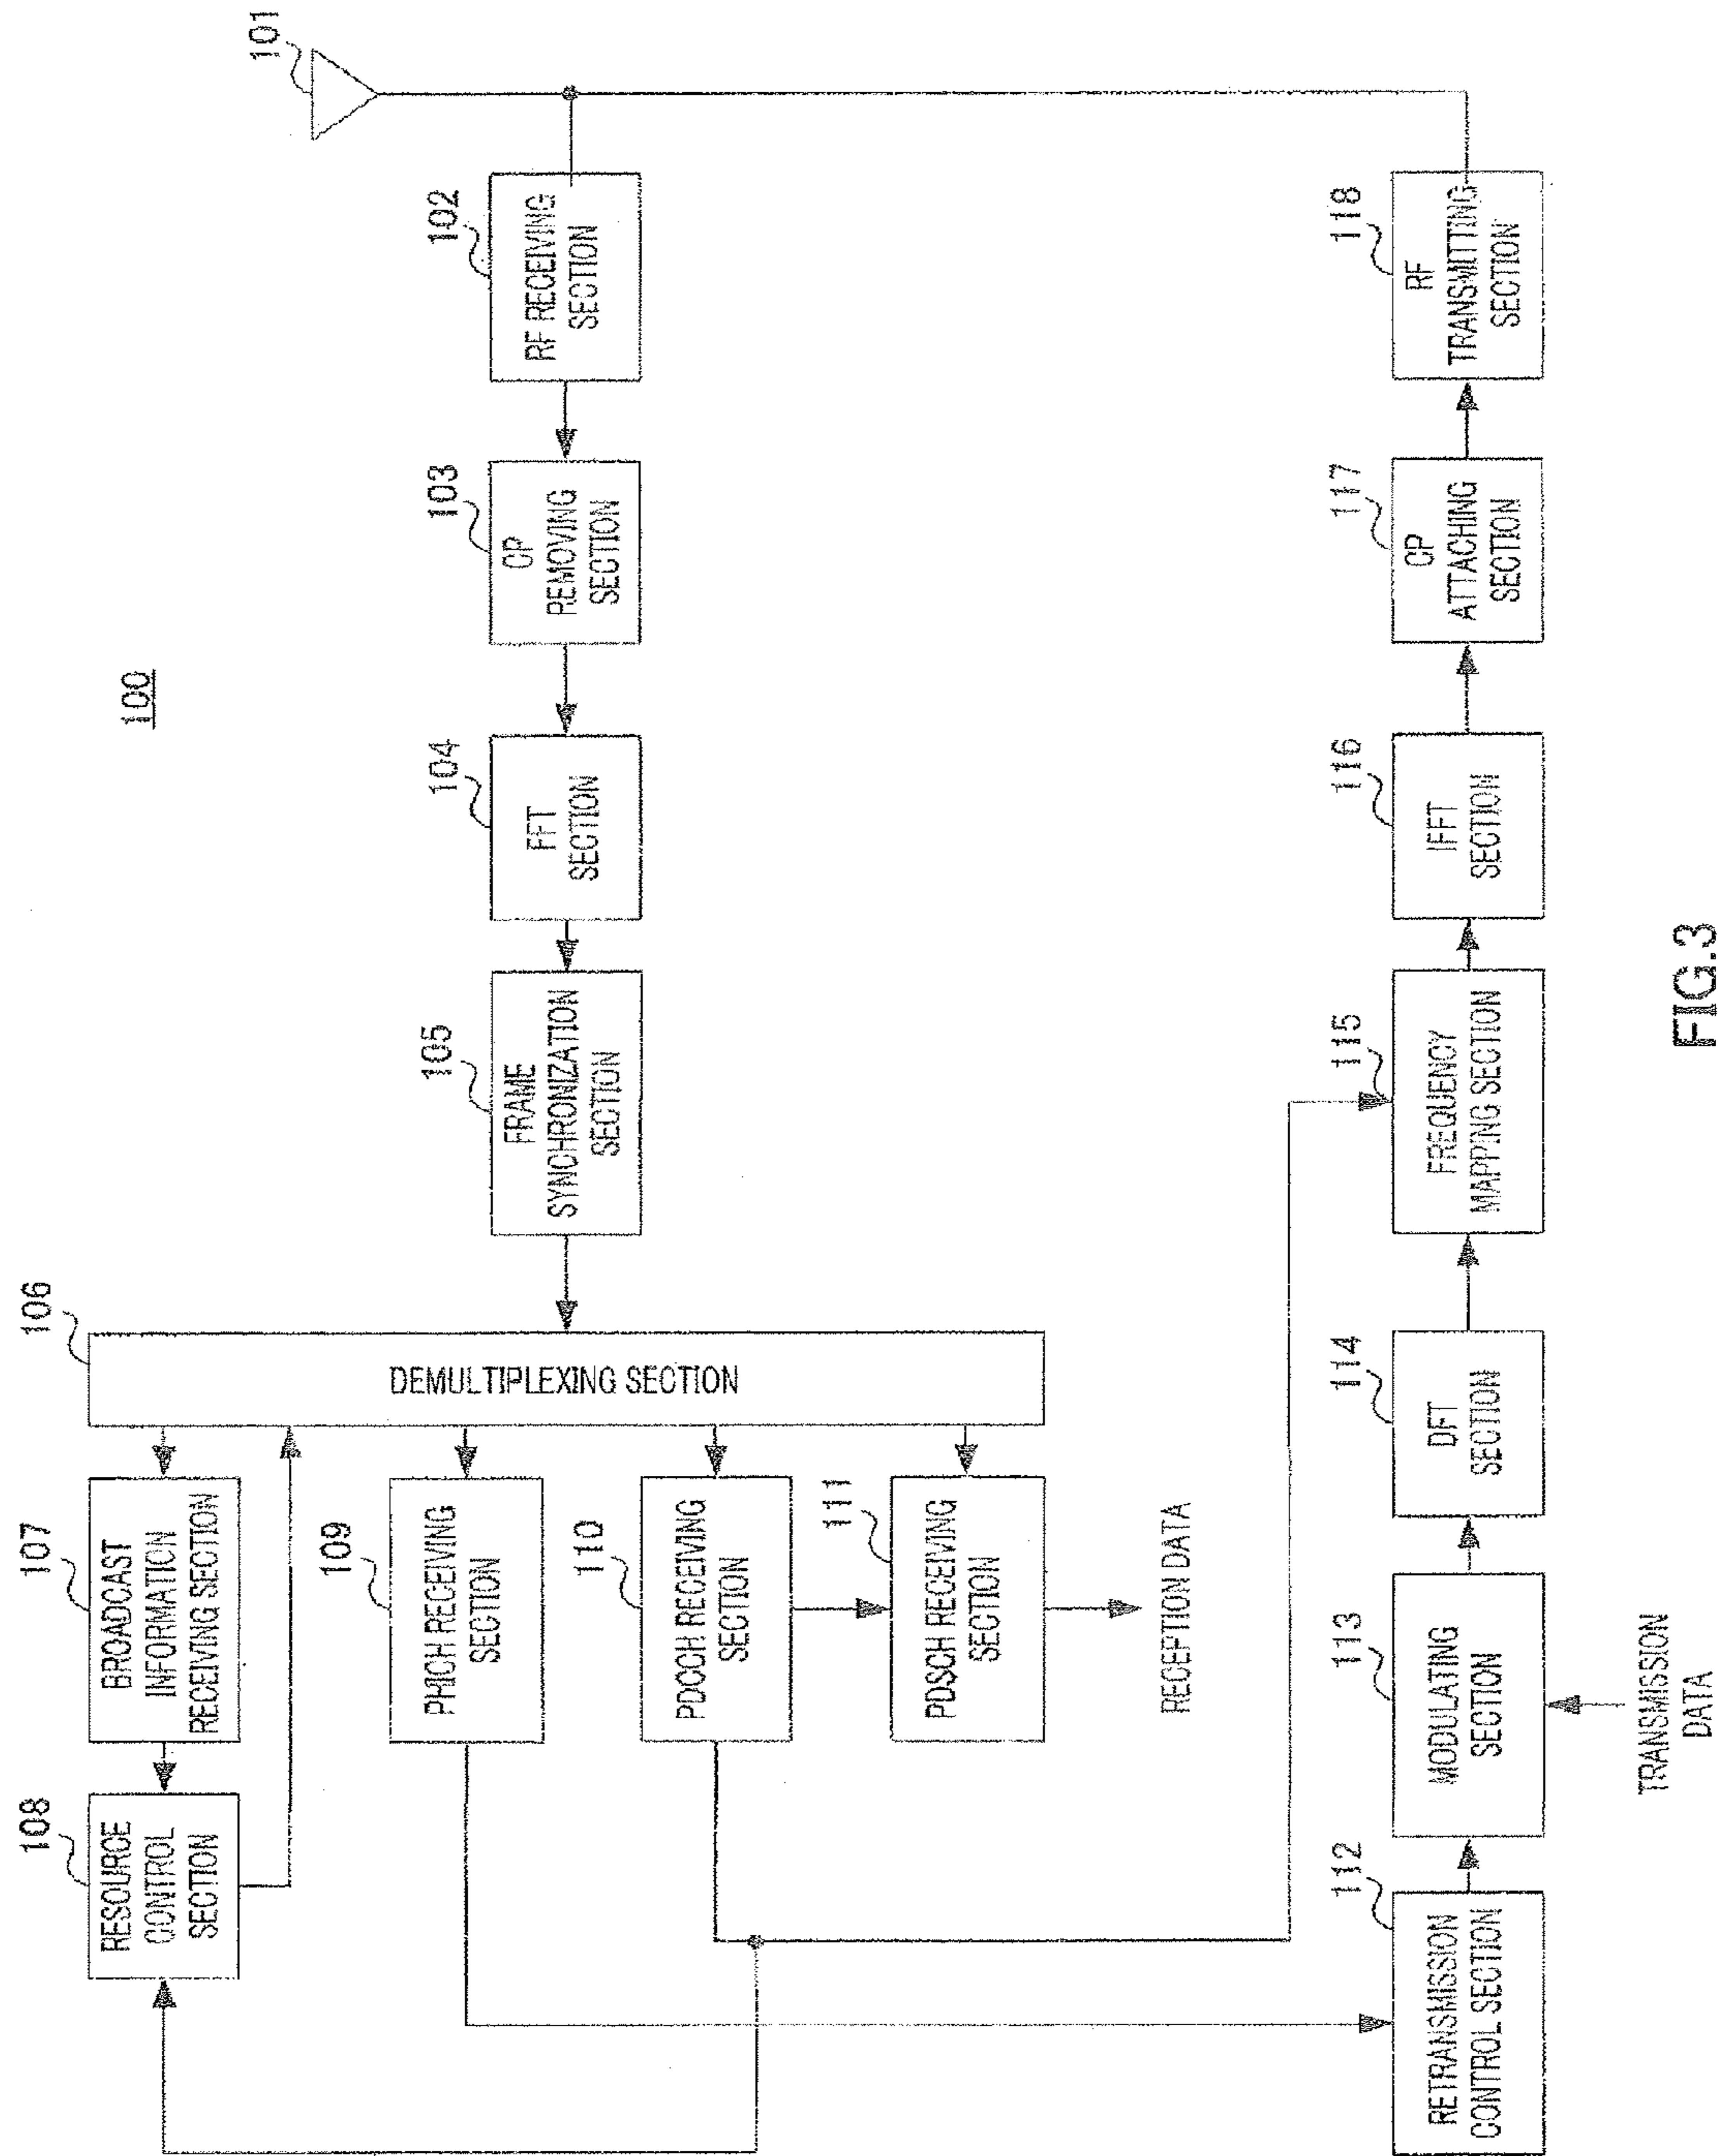 100
101
102
RF RECEIVING
SECTION
103
CP
REMOVING
SECTION
104
FFT
SECTION
105
FRAME
SYNCHRONIZATION
SECTION
106
DEMULTIPLEXING SECTION
107
BROADCAST
INFORMATION
RECEIVING SECTION
108
RESOURCE
CONTROL
SECTION
109
PHICH RECEIVING
SECTION
110
PDCCH RECEIVING
SECTION
111
PDSCH RECEIVING
SECTION
RECEPTION DATA
112
RETRANSMISSION
CONTROL SECTION
113
MODULATING
SECTION
TRANSMISSION
DATA
114
DFT
SECTION
115
FREQUENCY
MAPPING SECTION
116
IFFT
SECTION
117
CP
ATTACHING
SECTION
118
RF
TRANSMITTING
SECTION
FIG.3